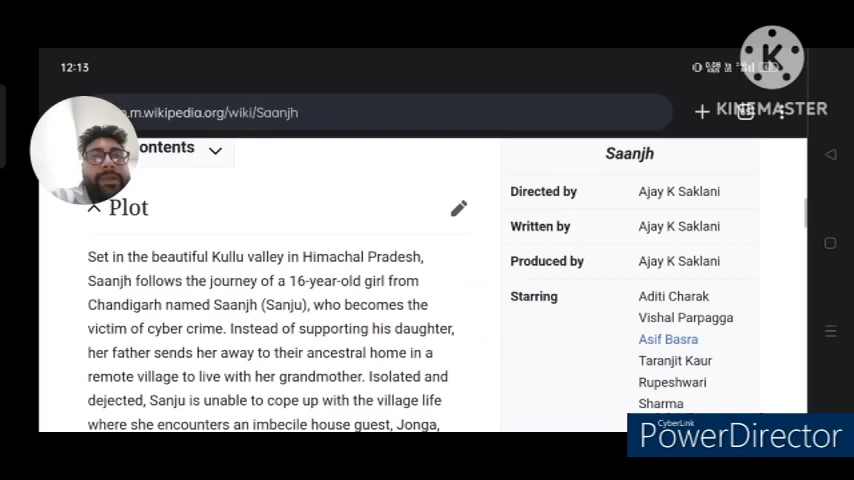 12:13
0.08
KINEMASTER
.m.wikipedia.org/wiki/Saanjh
ontents
Plot
Set in the beautiful Kullu valley in Himachal Pradesh,
Saanjh follows the journey of a 16-year-old girl from
Chandigarh named Saanjh (Sanju), who becomes the
victim of cyber crime. Instead of supporting his daughter,
her father sends her away to their ancestral home in a
remote village to live with her grandmother. Isolated and
dejected, Sanju is unable to cope up with the village life
where she encounters an imbecile house guest, Jonga,
Saanjh
Directed by Ajay K Saklani
Written by Ajay K Saklani
Produced by Ajay K Saklani
Starring Aditi Charak
Vishal Parpagga
Asif Basra
Taranjit Kaur
Rupeshwari
Sharma
CyberLink
PowerDirector